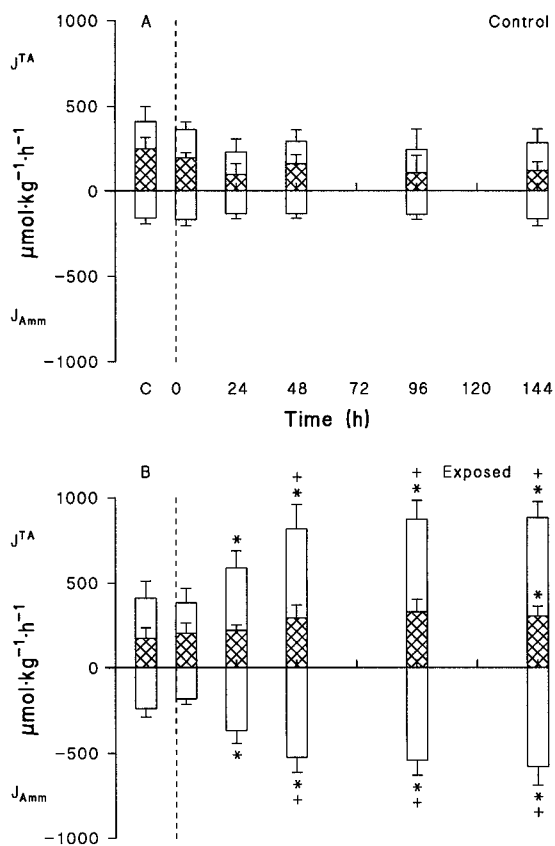 A Control
1000
J^TA
500
0
μmol·kg⁻¹·h⁻¹
−500
J_Amm
−1000
C 0 24 48 72 96 120 144
Time (h)
B Exposed
+ + +
* * * *
1000
J^TA
500
*
0
μmol·kg⁻¹·h⁻¹
−500
* * * *
+ + +
J_Amm
−1000